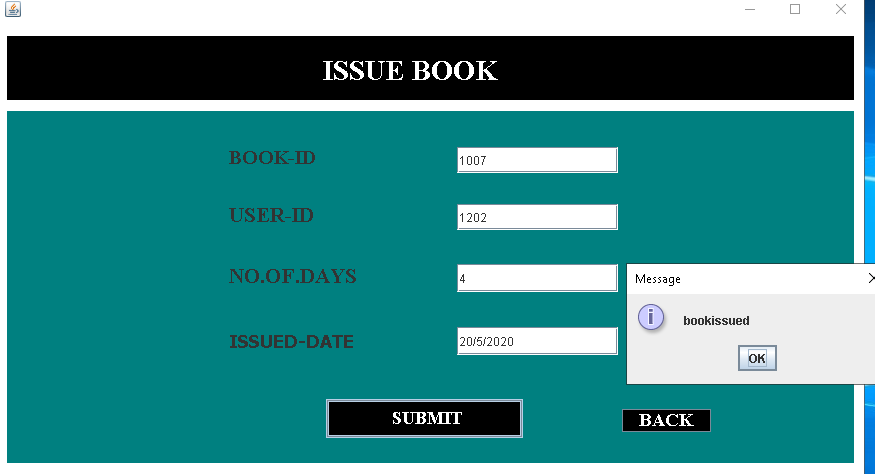 ISSUE BOOK
BOOK-ID
1007
USER-ID
1202
NO.OF.DAYS
4
Message
bookissued
OK
ISSUED-DATE
20/5/2020
SUBMIT
BACK